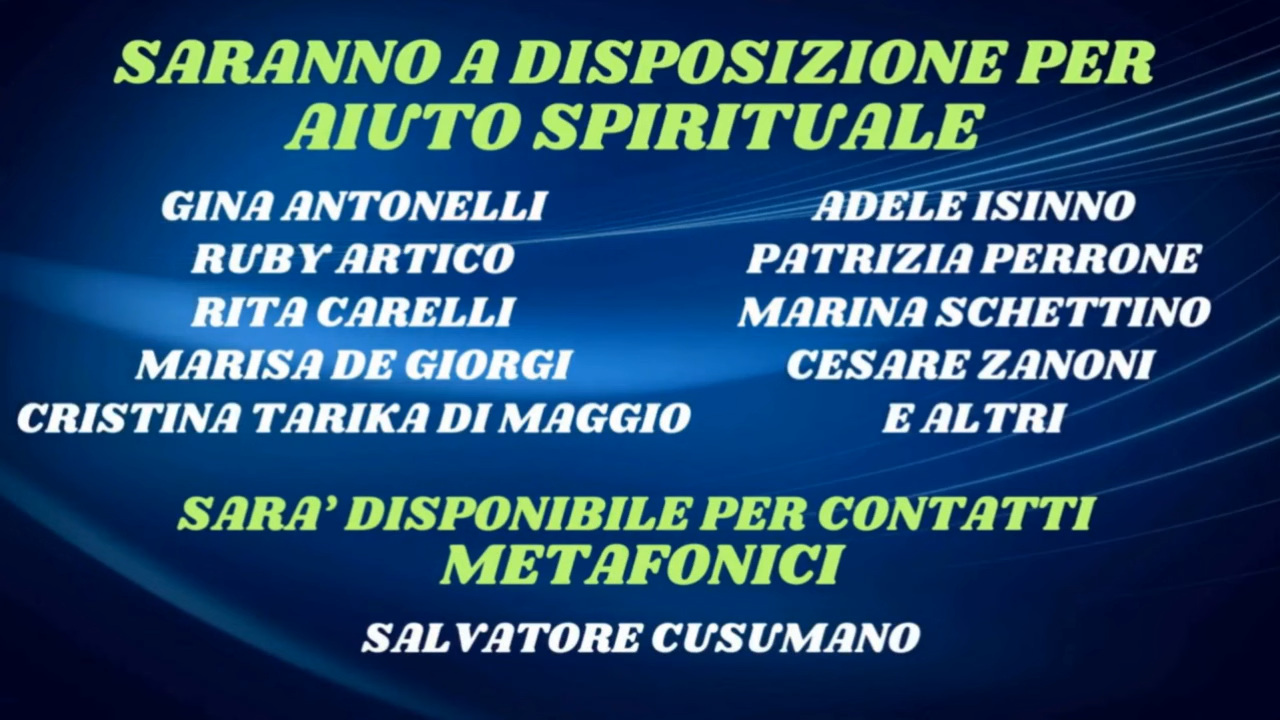 SARANNO A DISPOSIZIONE PER
AIUTO SPIRITUALE
GINA ANTONELLI
RUBY ARTICO
RITA CARELLI
MARISA DE GIORGI
CRISTINA TARIKA DI MAGGIO
ADELE ISINNO
PATRIZIA PERRONE
MARINA SCHETTINO
CESARE ZANONI
E ALTRI
SARA' DISPONIBILE PER CONTATTI
METAFONICI
SALVATORE CUSUMANO